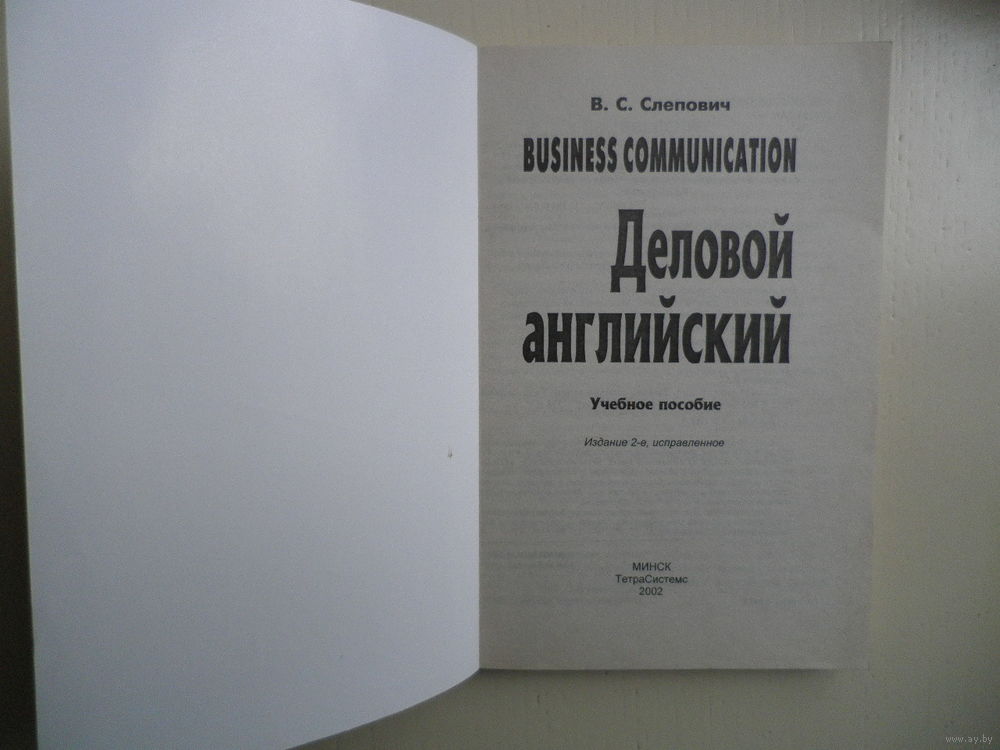 В. С. Слепович
BUSINESS COMMUNICATION
Деловой
английский
Учебное пособие
Издание 2-е, исправленное
МИНСК
ТетраСистемс
2002
www.ay.by